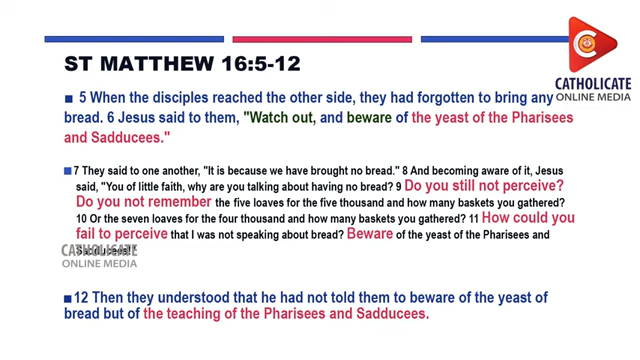 ST MATTHEW 16:5-12
CATHOLICATE
ONLINE MEDIA
5 When the disciples reached the other side, they had forgotten to bring any
bread. 6 Jesus said to them, "Watch out, and beware of the yeast of the Pharisees
and Sadducees."
7 They said to one another, "It is because we have brought no bread." 8 And becoming aware of it, Jesus
said, "You of little faith, why are you talking about having no bread? 9 Do you still not perceive?
Do you not remember the five loaves for the five thousand and how many baskets you gathered?
10 Or the seven loaves for the four thousand and how many baskets you gathered? 11 How could you
fail to perceive that I was not speaking about bread? Beware of the yeast of the Pharisees and
Sadducees!"
CATHOLICATE
ONLINE MEDIA
12 Then they understood that he had not told them to beware of the yeast of
bread but of the teaching of the Pharisees and Sadducees.